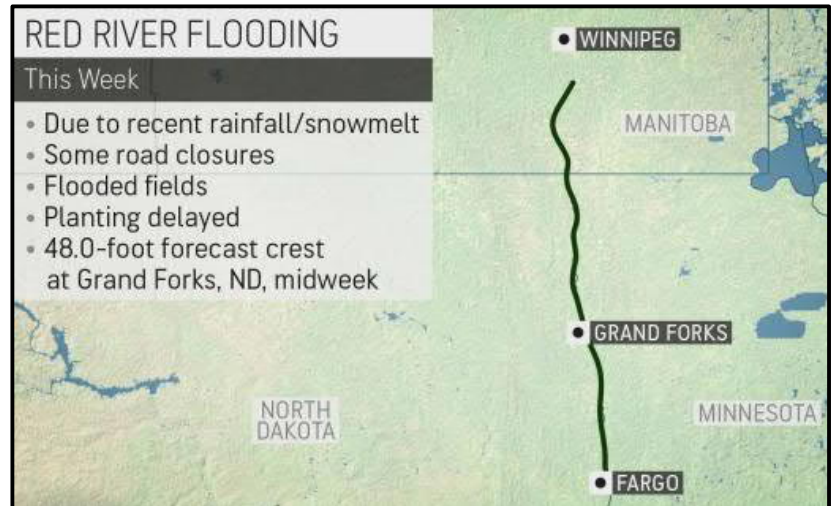 RED RIVER FLOODING
This Week
• Due to recent rainfall/snowmelt
• Some road closures
• Flooded fields
• Planting delayed
• 48.0-foot forecast crest
at Grand Forks, ND, midweek
WINNIPEG
MANITOBA
GRAND FORKS
NORTH
DAKOTA
MINNESOTA
FARGO